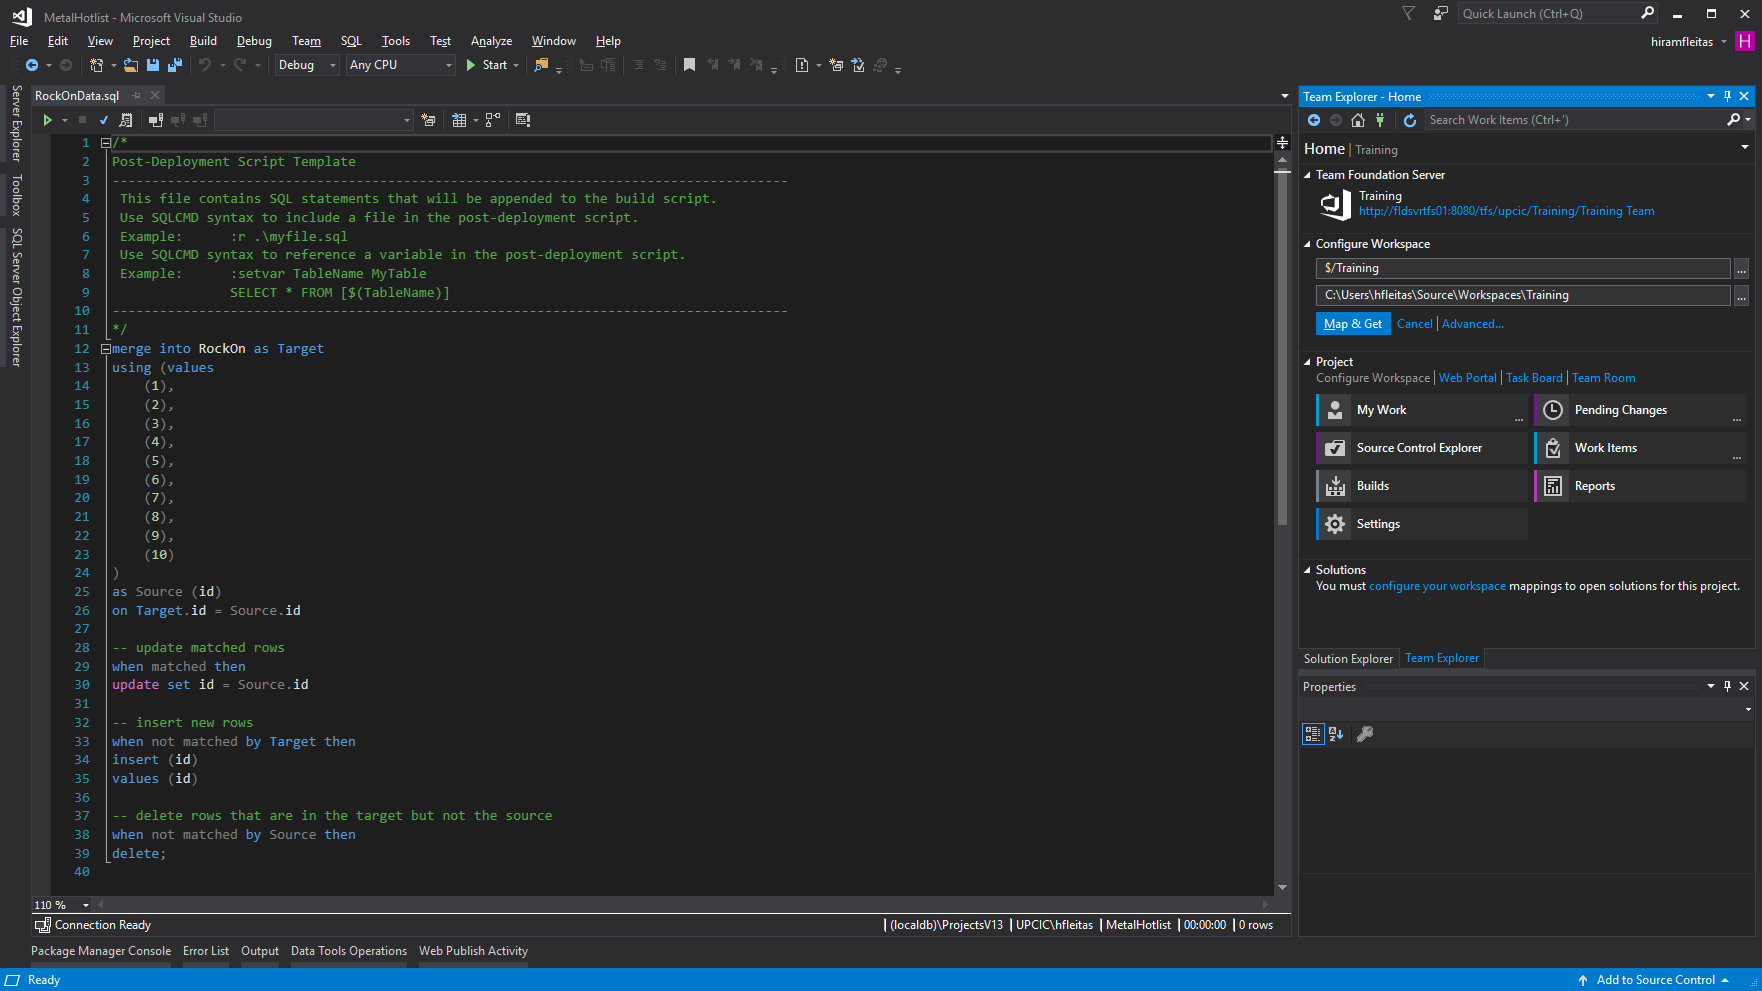 MetalHotlist - Microsoft Visual Studio
Quick Launch (Ctrl+Q)
File Edit View Project Build Debug Team SQL Tools Test Analyze Window Help
hiramfleitas H
Debug Any CPU Start
Server Explorer
Toolbox
SQL Server Object Explorer
RockOnData.sql
1 /*
2 Post-Deployment Script Template
3 --------------------------------------------------------------------------------------
4 This file contains SQL statements that will be appended to the build script.
5 Use SQLCMD syntax to include a file in the post-deployment script.
6 Example: :r .\myfile.sql
7 Use SQLCMD syntax to reference a variable in the post-deployment script.
8 Example: :setvar TableName MyTable
9 SELECT * FROM [$(TableName)]
10 --------------------------------------------------------------------------------------
11 */
12 merge into RockOn as Target
13 using (values
14 (1),
15 (2),
16 (3),
17 (4),
18 (5),
19 (6),
20 (7),
21 (8),
22 (9),
23 (10)
24 )
25 as Source (id)
26 on Target.id = Source.id
27
28 -- update matched rows
29 when matched then
30 update set id = Source.id
31
32 -- insert new rows
33 when not matched by Target then
34 insert (id)
35 values (id)
36
37 -- delete rows that are in the target but not the source
38 when not matched by Source then
39 delete;
40
110 %
Connection Ready
(localdb)\ProjectsV13 UPCIC\hfleitas MetalHotlist 00:00:00 0 rows
Package Manager Console Error List Output Data Tools Operations Web Publish Activity
Ready
Add to Source Control
Team Explorer - Home
Search Work Items (Ctrl+')
Home | Training
Team Foundation Server
Training
http://fldsvrtfs01:8080/tfs/upcic/Training/Training Team
Configure Workspace
$/Training
...
C:\Users\hfleitas\Source\Workspaces\Training
...
Map & Get Cancel Advanced...
Project
Configure Workspace Web Portal Task Board Team Room
My Work ...
Pending Changes ...
Source Control Explorer
Work Items ...
Builds
Reports
Settings
Solutions
You must configure your workspace mappings to open solutions for this project.
Solution Explorer Team Explorer
Properties